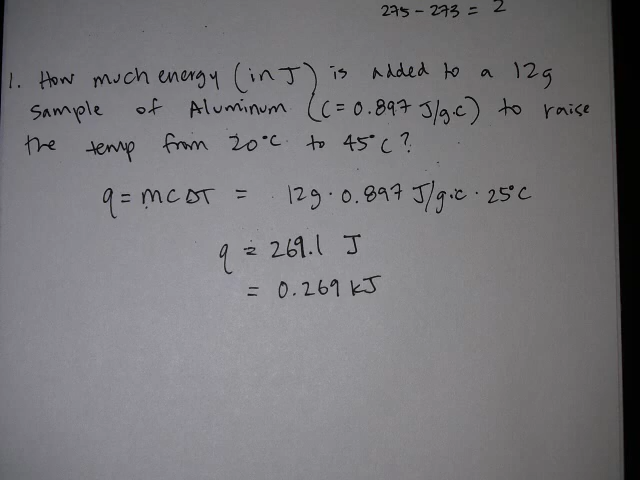 275 - 273 = 2
1. How much energy (in J) is added to a 12g
sample of Aluminum (C = 0.897 J/g.c) to raise
the temp from 20°C to 45°C?
q = mCΔT = 12g · 0.897 J/g.c · 25°C
q = 269.1 J
= 0.269 kJ